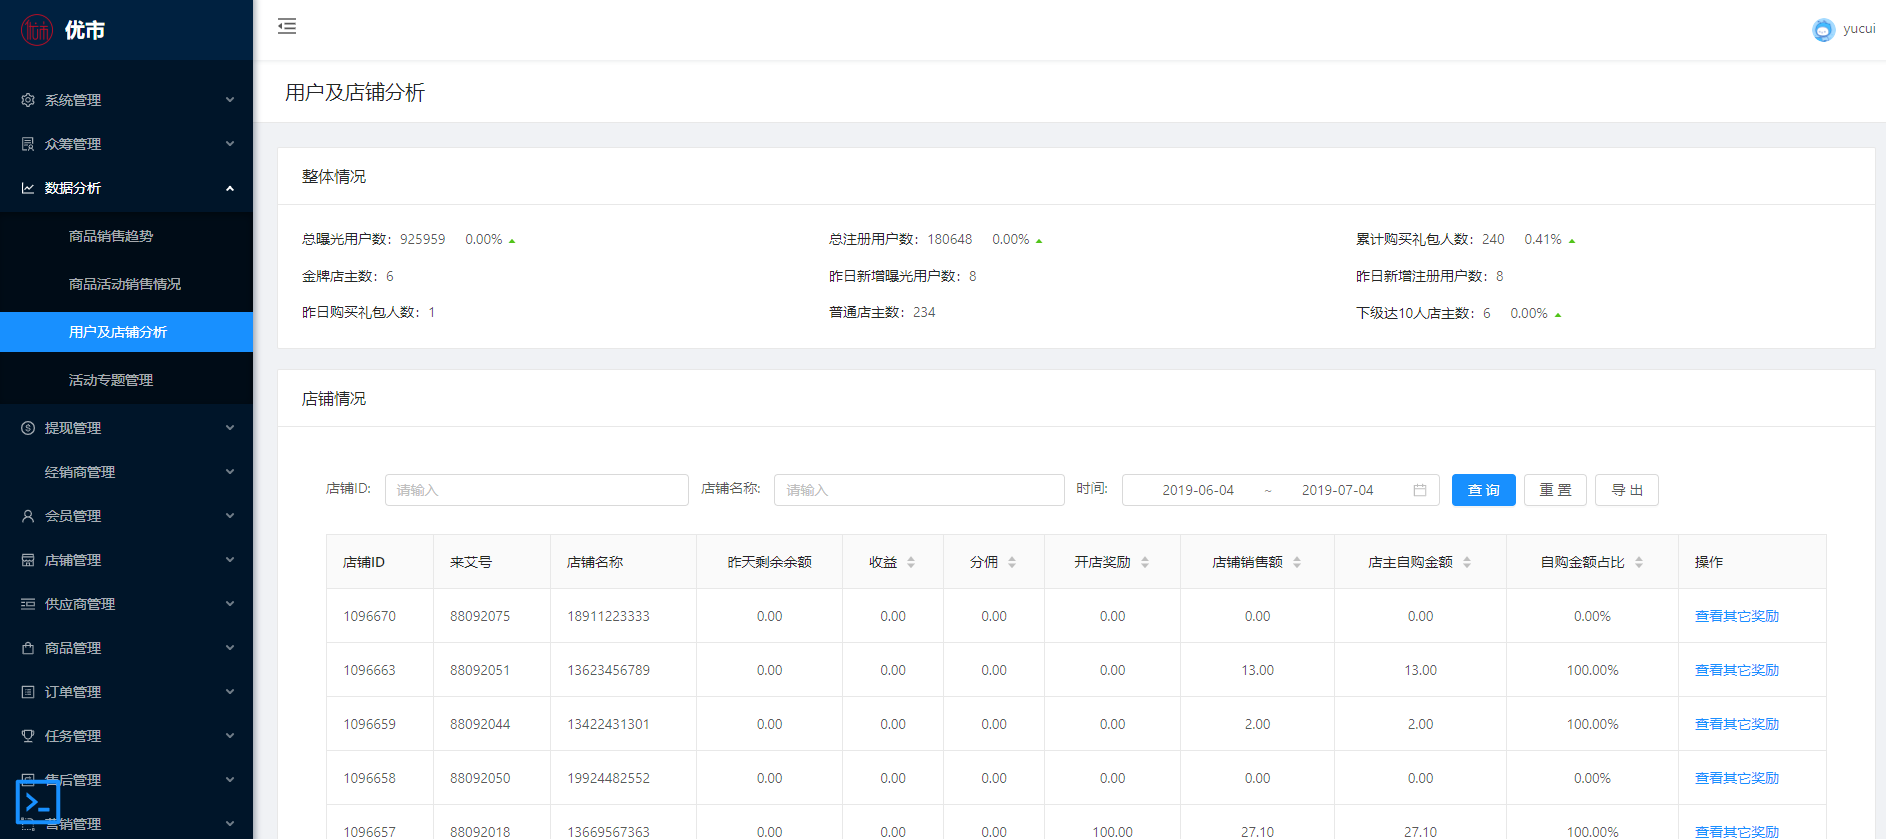 优市
yucui
系统管理
众筹管理
数据分析
商品销售趋势
商品活动销售情况
用户及店铺分析
活动专题管理
提现管理
经销商管理
会员管理
店铺管理
供应商管理
商品管理
订单管理
任务管理
售后管理
营销管理
用户及店铺分析
整体情况
总曝光用户数: 925959 0.00% 总注册用户数: 180648 0.00% 累计购买礼包人数: 240 0.41%
金牌店主数: 6 昨日新增曝光用户数: 8 昨日新增注册用户数: 8
昨日购买礼包人数: 1 普通店主数: 234 下级达10人店主数: 6 0.00%
店铺情况
店铺ID: 请输入 店铺名称: 请输入 时间: 2019-06-04 ~ 2019-07-04 查 询 重 置 导 出
店铺ID 来艾号 店铺名称 昨天剩余余额 收益 分佣 开店奖励 店铺销售额 店主自购金额 自购金额占比 操作
1096670 88092075 18911223333 0.00 0.00 0.00 0.00 0.00 0.00 0.00% 查看其它奖励
1096663 88092051 13623456789 0.00 0.00 0.00 0.00 13.00 13.00 100.00% 查看其它奖励
1096659 88092044 13422431301 0.00 0.00 0.00 0.00 2.00 2.00 100.00% 查看其它奖励
1096658 88092050 19924482552 0.00 0.00 0.00 0.00 0.00 0.00 0.00% 查看其它奖励
1096657 88092018 13669567363 0.00 0.00 0.00 100.00 27.10 27.10 100.00% 查看其它奖励